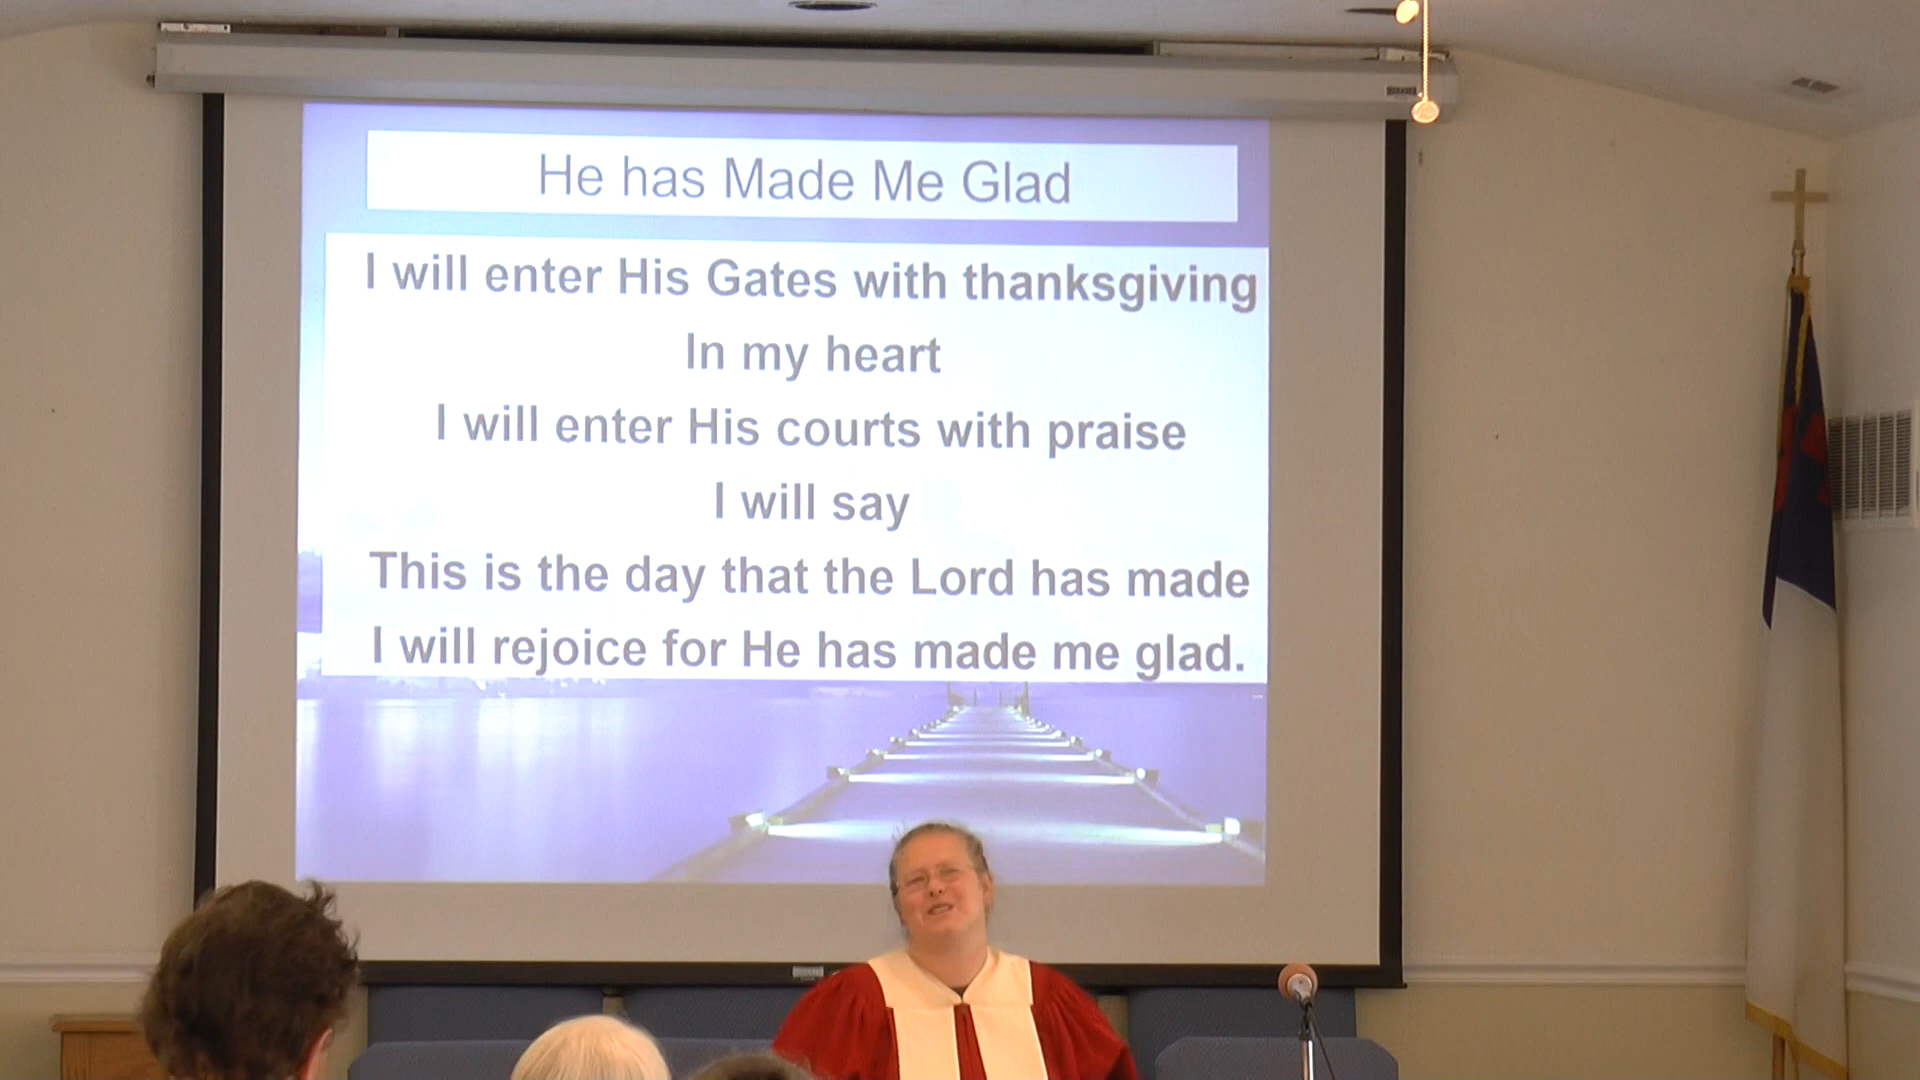 He has Made Me Glad
I will enter His Gates with thanksgiving
In my heart
I will enter His courts with praise
I will say
This is the day that the Lord has made
I will rejoice for He has made me glad.